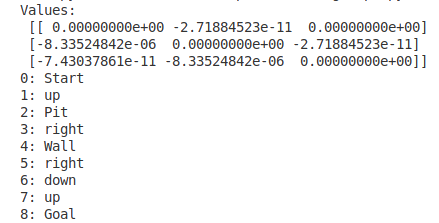 Values:
[[ 0.00000000e+00 -2.71884523e-11  0.00000000e+00]
[-8.33524842e-06  0.00000000e+00 -2.71884523e-11]
[-7.43037861e-11 -8.33524842e-06  0.00000000e+00]]
0: Start
1: up
2: Pit
3: right
4: Wall
5: right
6: down
7: up
8: Goal